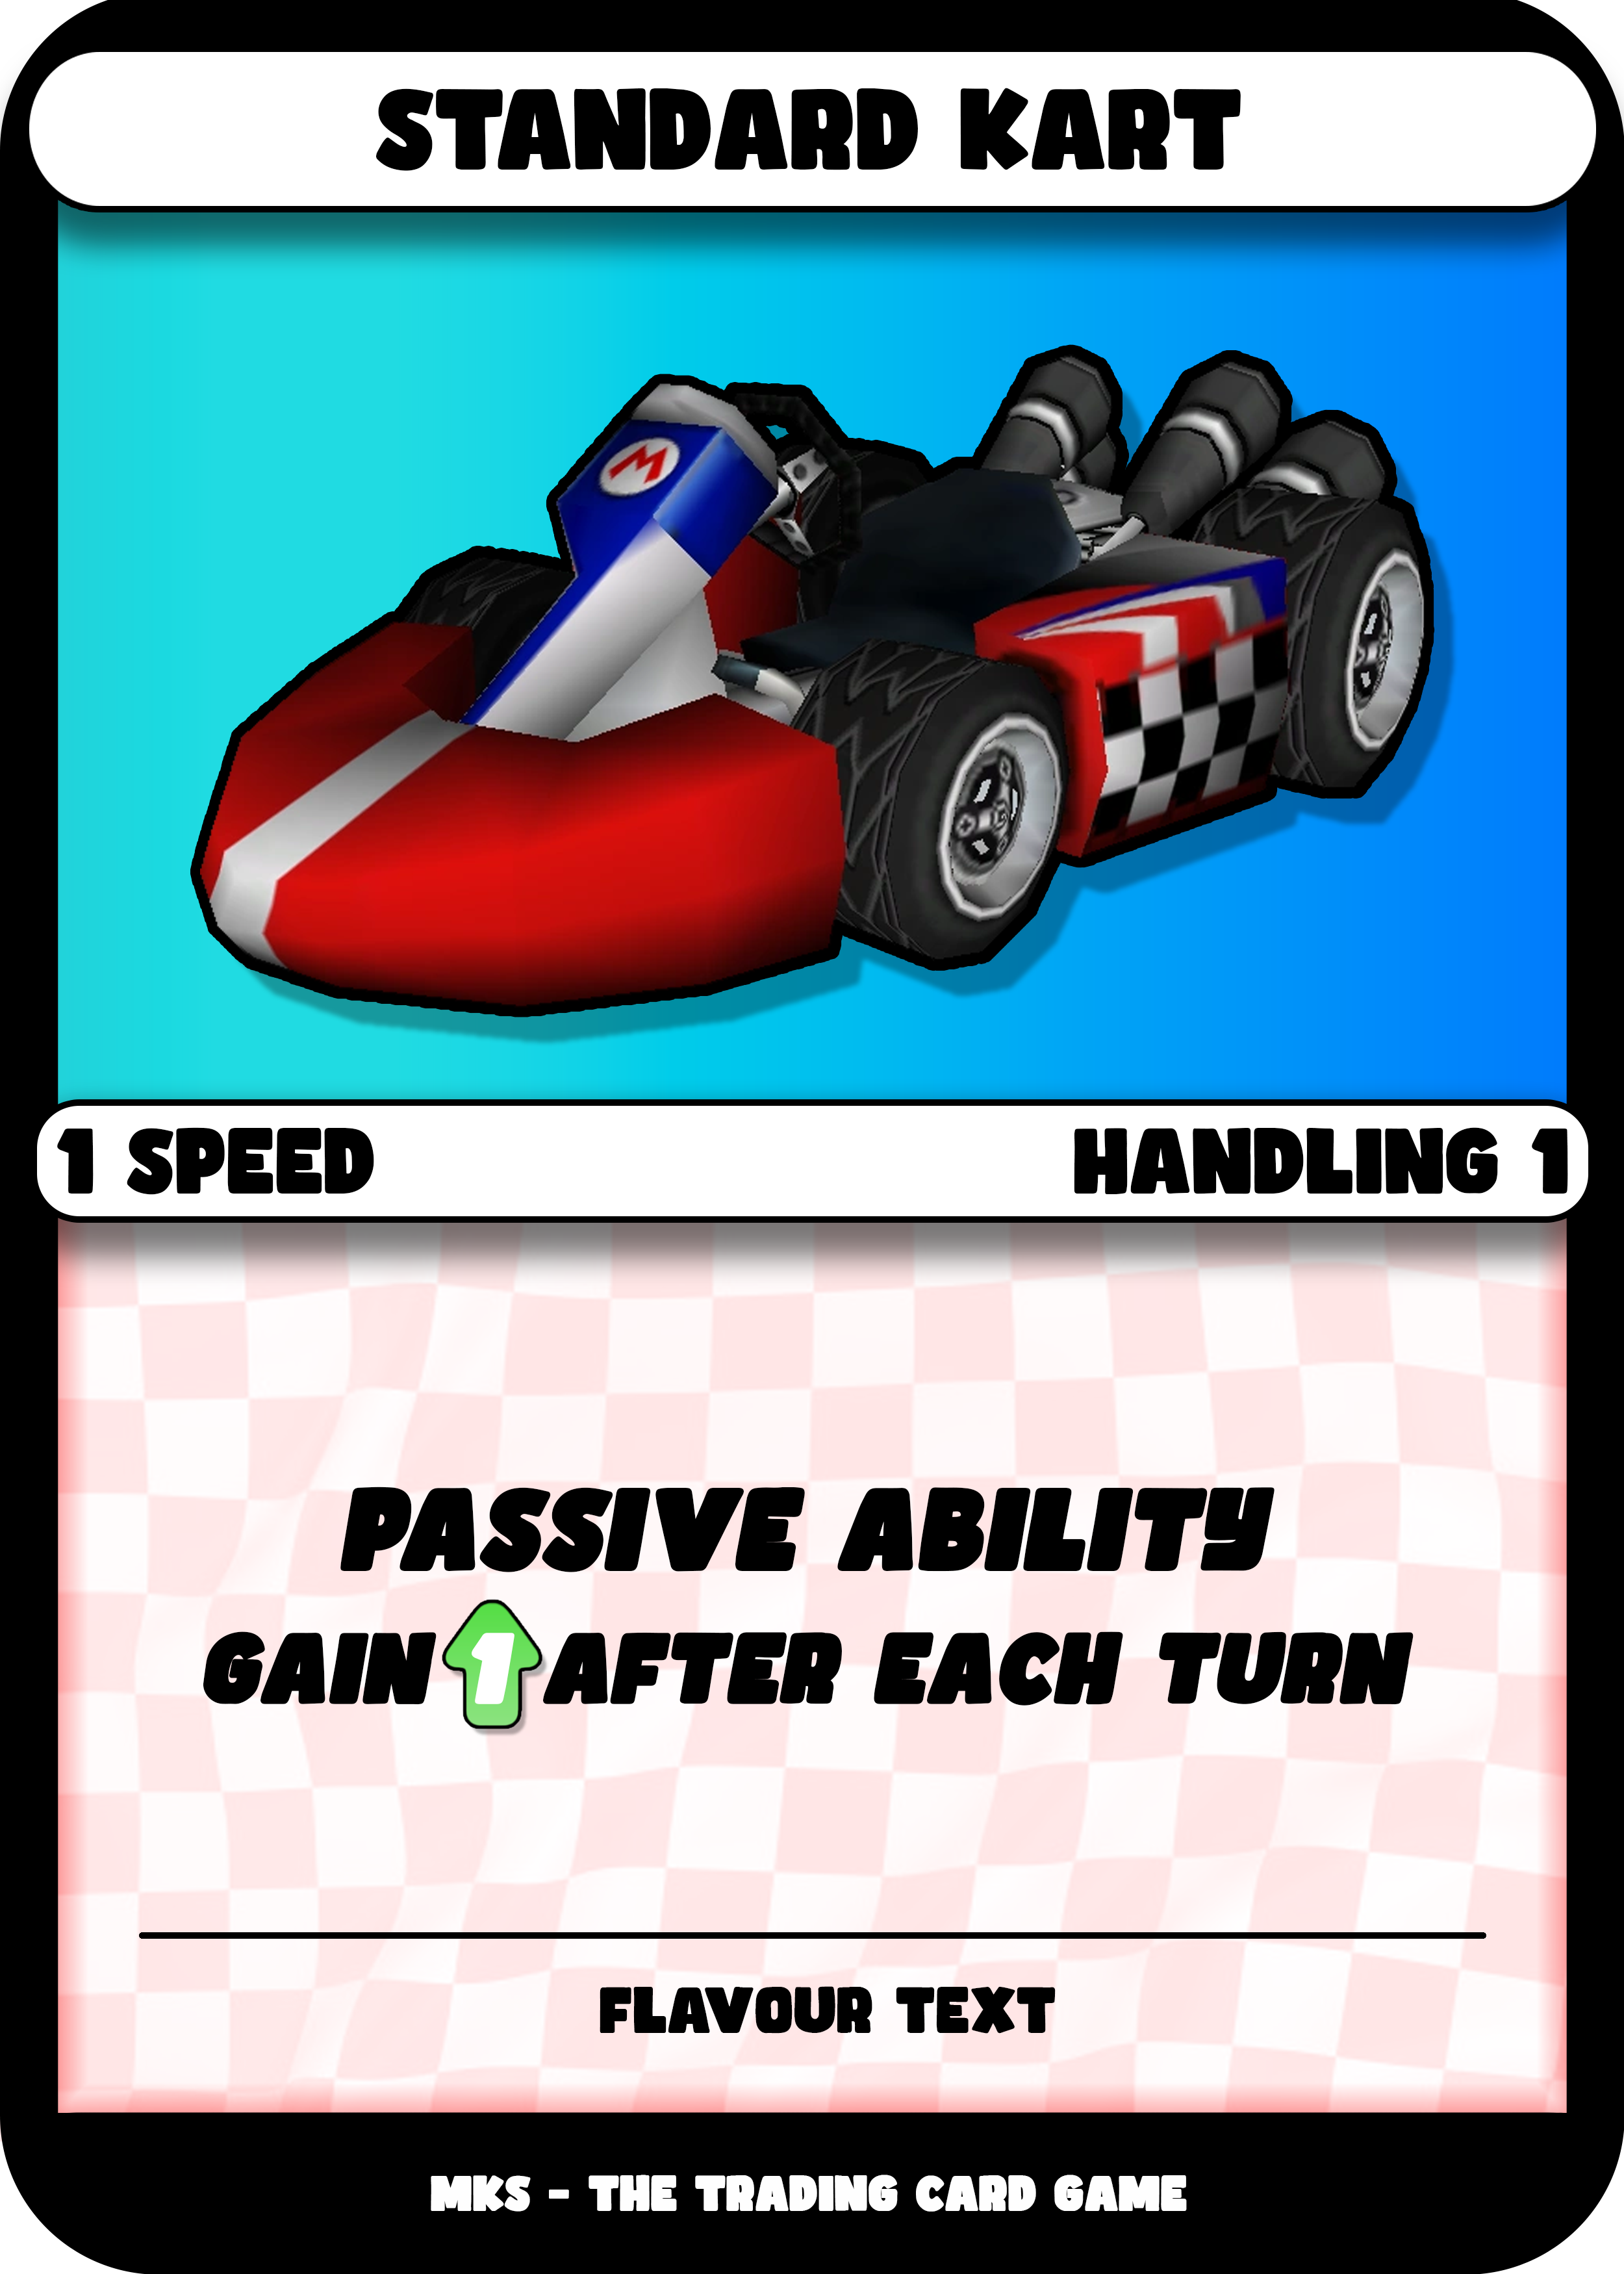 STANDARD KART
M
1 SPEED HANDLING 1
PASSIVE ABILITY
GAIN 1 AFTER EACH TURN
FLAVOUR TEXT
MKS - THE TRADING CARD GAME